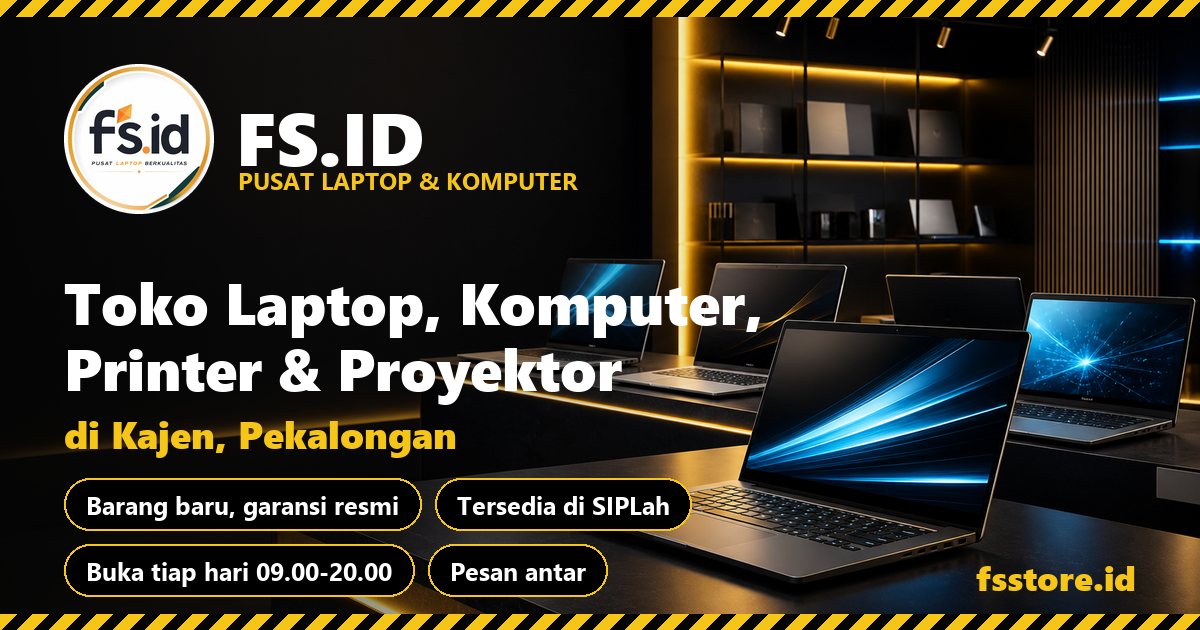 fs.id
PUSAT LAPTOP BERKUALITAS
FS.ID
PUSAT LAPTOP & KOMPUTER
Toko Laptop, Komputer,
Printer & Proyektor
di Kajen, Pekalongan
Barang baru, garansi resmi
Tersedia di SIPLah
Buka tiap hari 09.00-20.00
Pesan antar
fsstore.id